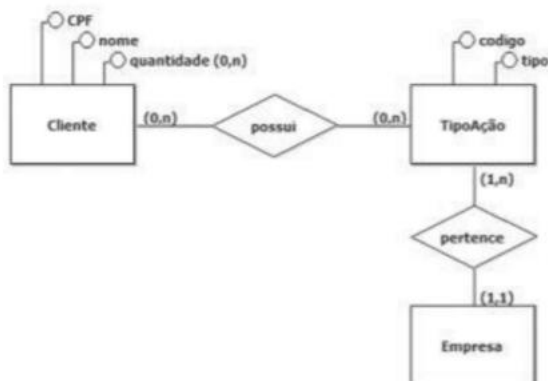 CPF
nome
quantidade (0,n)
codigo
tipo
Cliente
(0,n)
possui
(0,n)
TipoAção
(1,n)
pertence
(1,1)
Empresa